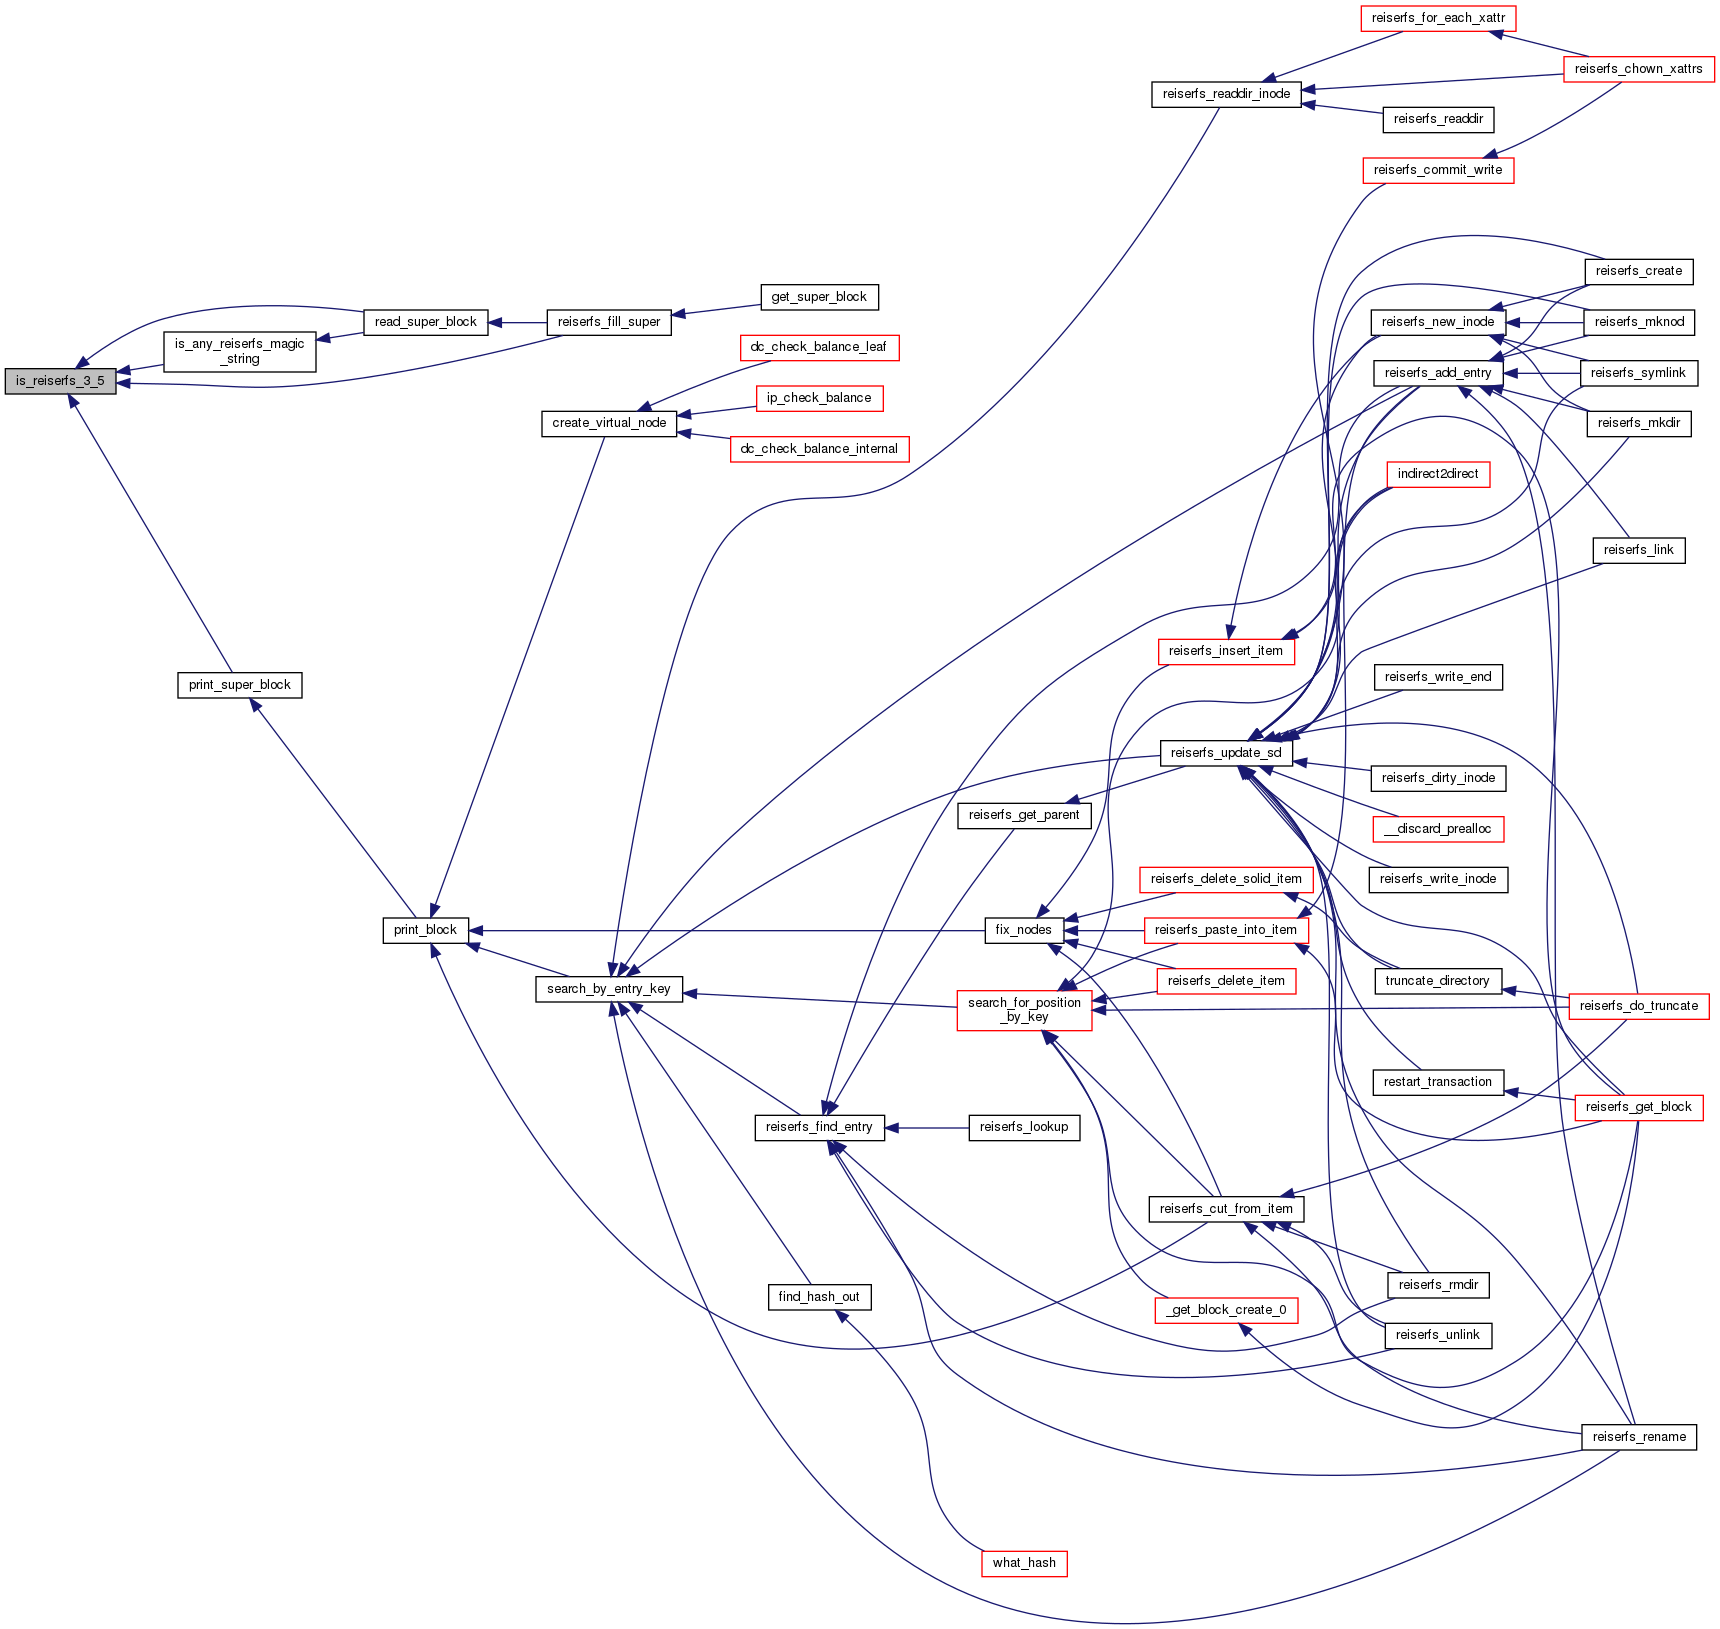 reiserfs_for_each_xattr
reiserfs_chown_xattrs
reiserfs_readdir_inode
reiserfs_readdir
reiserfs_commit_write
reiserfs_create
get_super_block
read_super_block
reiserfs_fill_super
reiserfs_new_inode
reiserfs_mknod
is_any_reiserfs_magic
_string
dc_check_balance_leaf
is_reiserfs_3_5
reiserfs_add_entry
reiserfs_symlink
ip_check_balance
create_virtual_node
reiserfs_mkdir
dc_check_balance_internal
indirect2direct
reiserfs_link
reiserfs_insert_item
reiserfs_write_end
print_super_block
reiserfs_update_sd
reiserfs_dirty_inode
reiserfs_get_parent
__discard_prealloc
reiserfs_delete_solid_item
reiserfs_write_inode
print_block
fix_nodes
reiserfs_paste_into_item
search_by_entry_key
reiserfs_delete_item
truncate_directory
search_for_position
_by_key
reiserfs_do_truncate
restart_transaction
reiserfs_get_block
reiserfs_find_entry
reiserfs_lookup
reiserfs_cut_from_item
reiserfs_rmdir
find_hash_out
_get_block_create_0
reiserfs_unlink
reiserfs_rename
what_hash